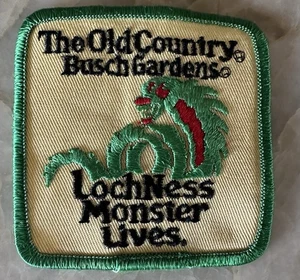 The Old Country®
Busch Gardens®
Loch Ness
Monster
Lives.